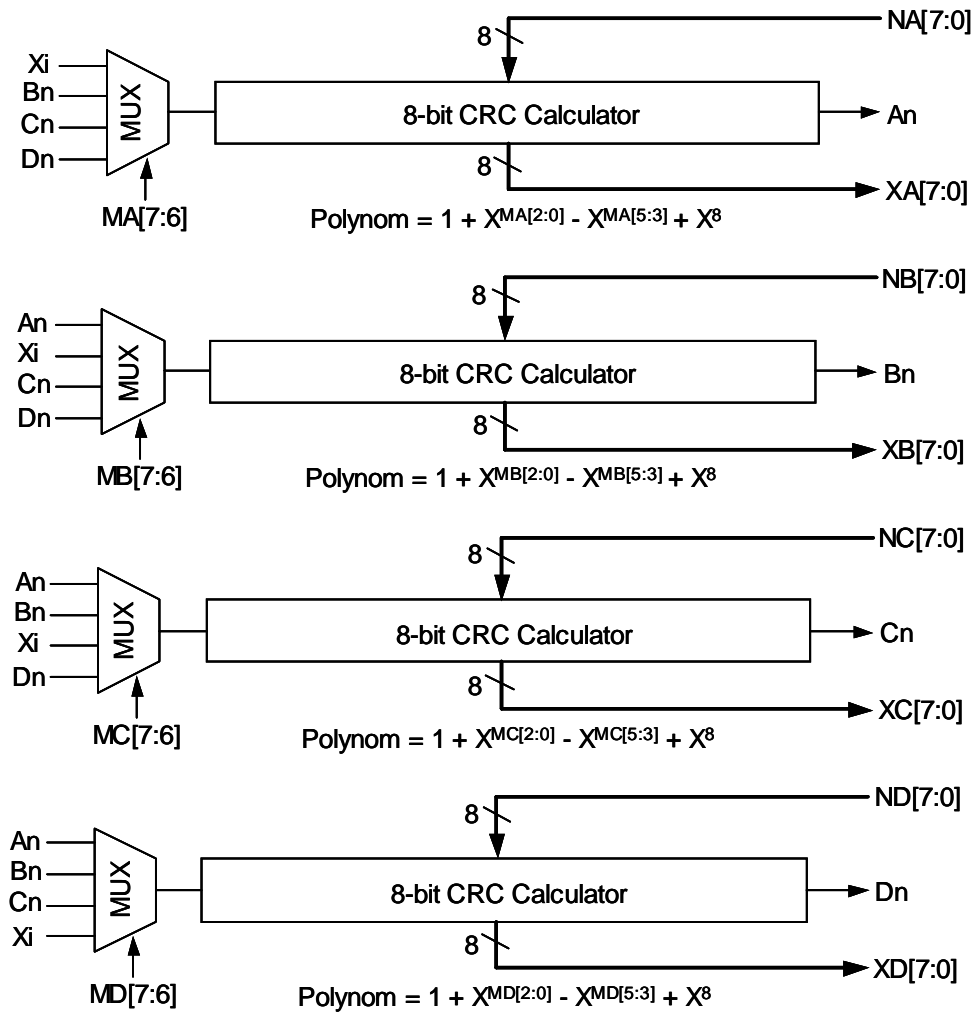 NA[7:0]
8
Xi
Bn
Cn
Dn
MUX
8-bit CRC Calculator
An
8
XA[7:0]
MA[7:6]
Polynom = 1 + X^MA[2:0] - X^MA[5:3] + X^8
NB[7:0]
8
An
Xi
Cn
Dn
MUX
8-bit CRC Calculator
Bn
8
XB[7:0]
MB[7:6]
Polynom = 1 + X^MB[2:0] - X^MB[5:3] + X^8
NC[7:0]
8
An
Bn
Xi
Dn
MUX
8-bit CRC Calculator
Cn
8
XC[7:0]
MC[7:6]
Polynom = 1 + X^MC[2:0] - X^MC[5:3] + X^8
ND[7:0]
8
An
Bn
Cn
Xi
MUX
8-bit CRC Calculator
Dn
8
XD[7:0]
MD[7:6]
Polynom = 1 + X^MD[2:0] - X^MD[5:3] + X^8